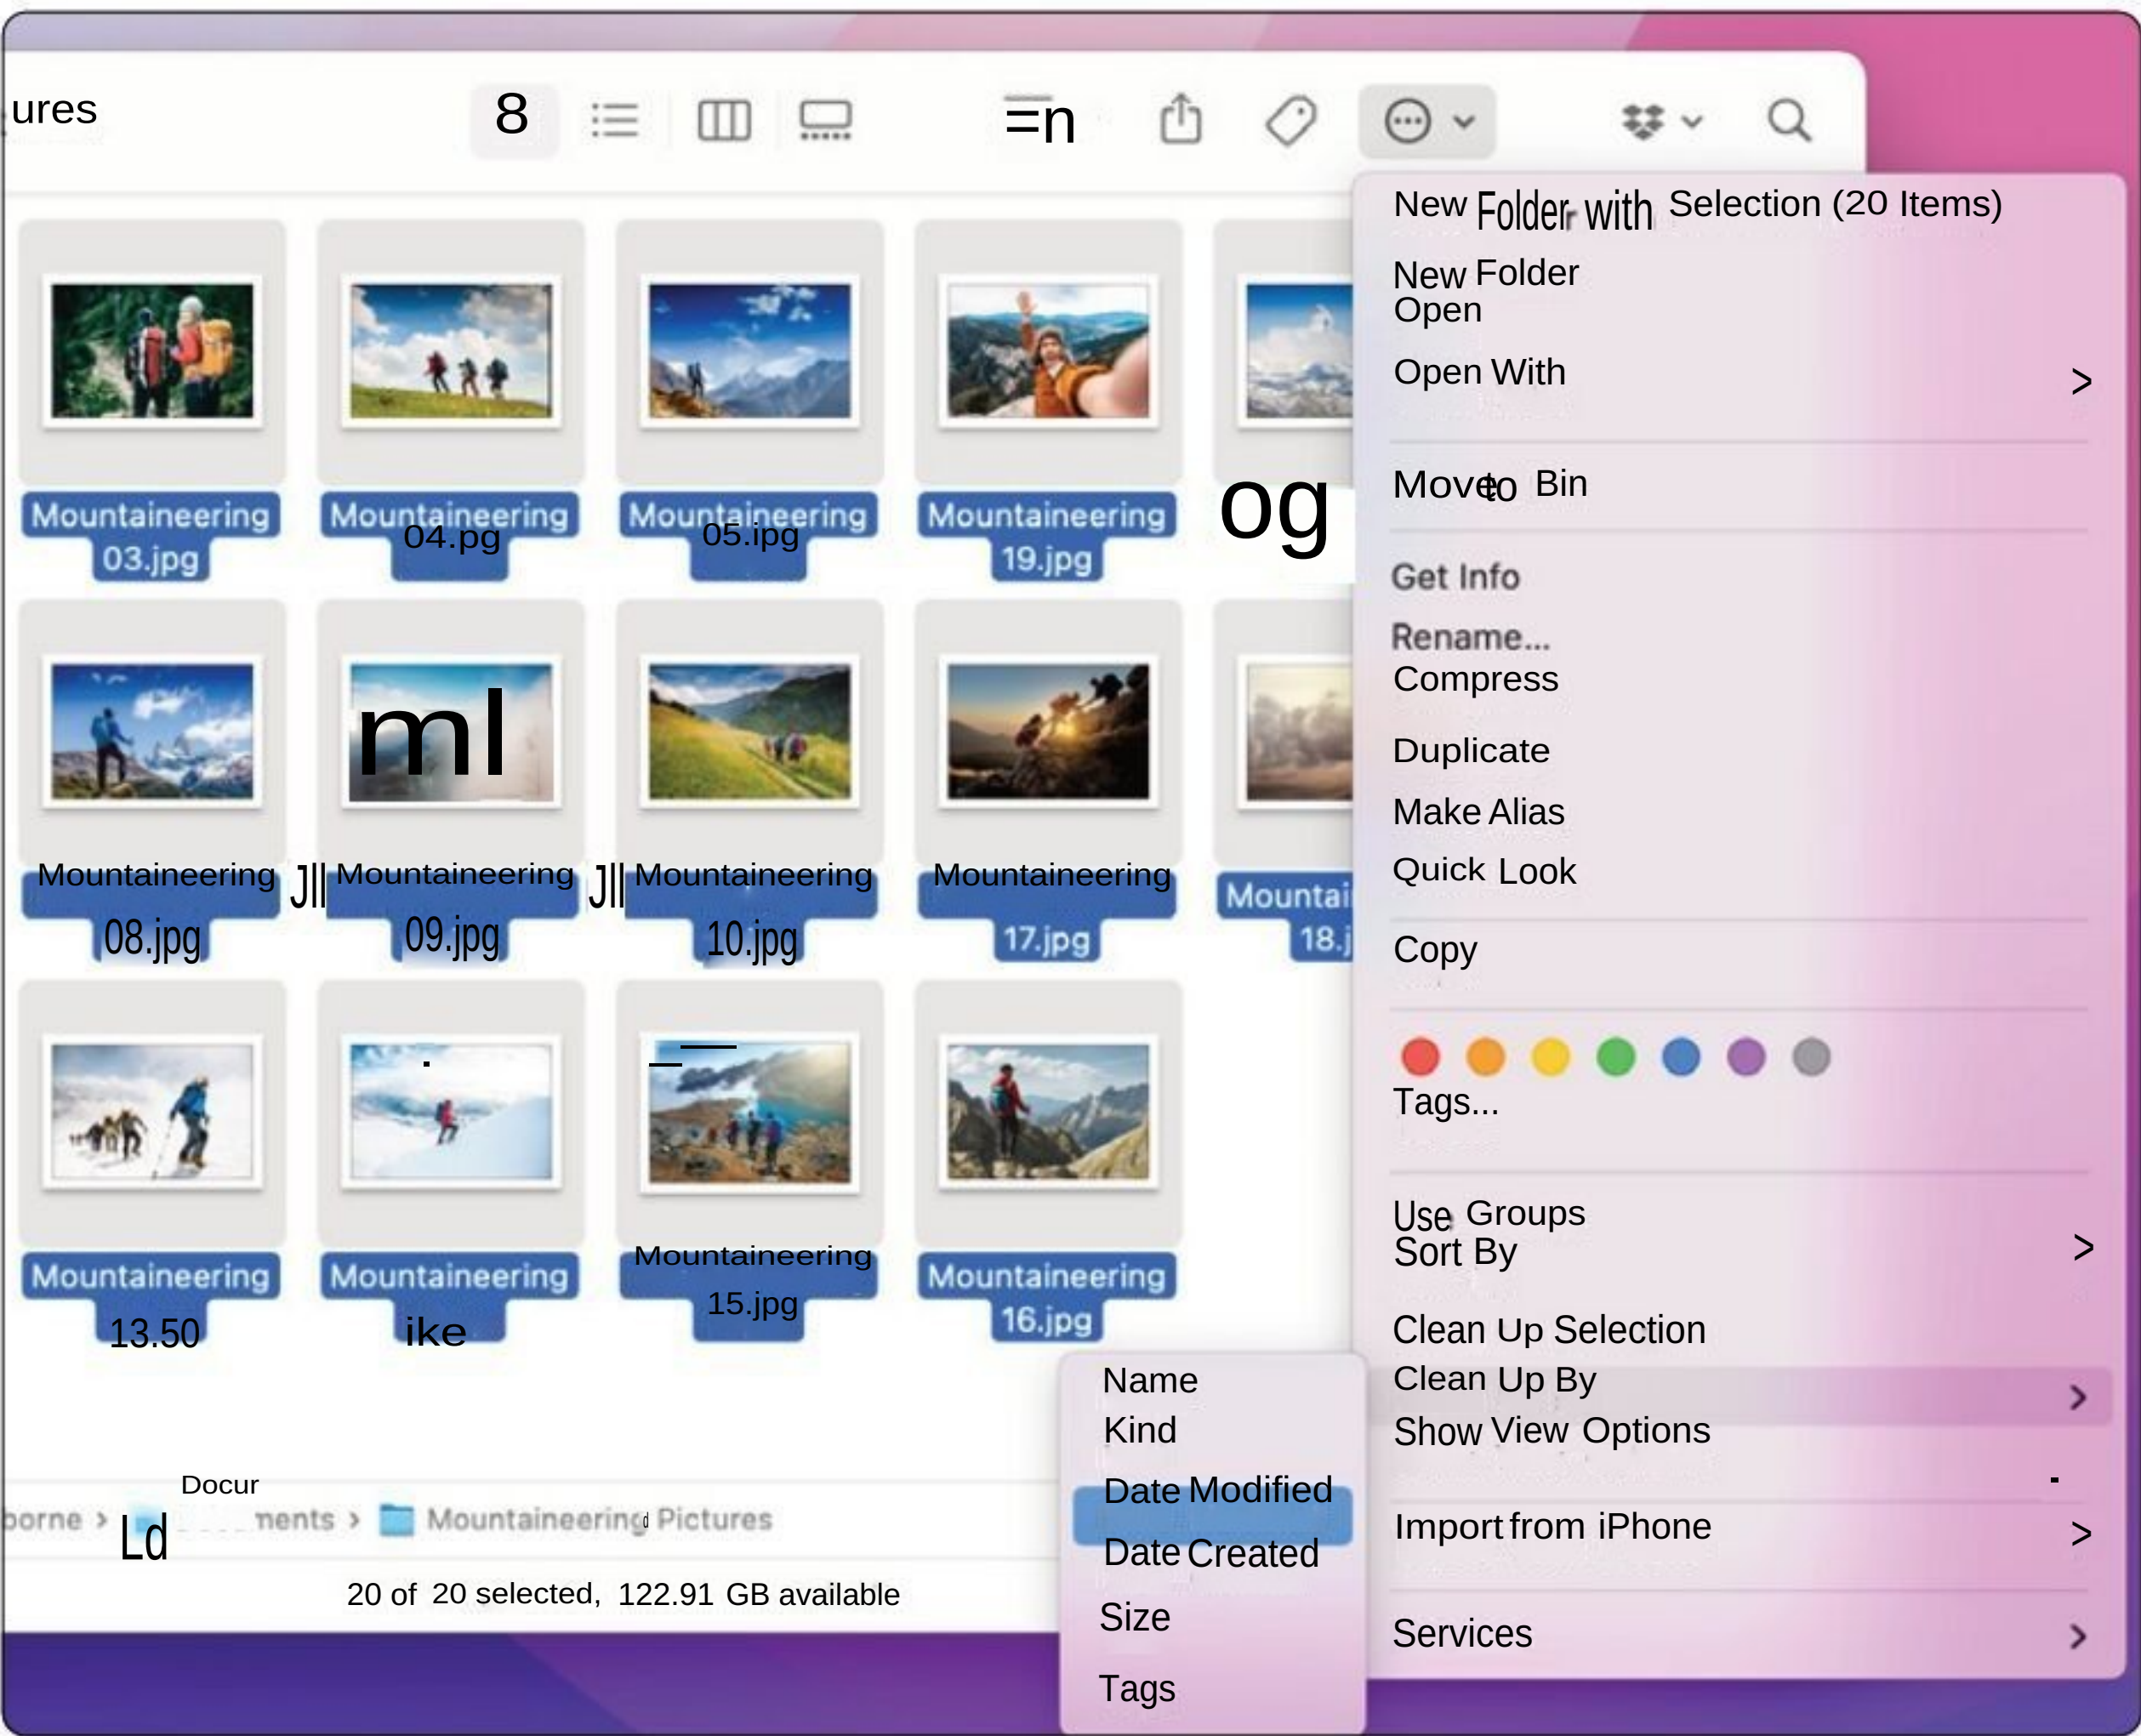 ures
8
=n
New Folder with Selection (20 Items)
New Folder
Open
Open With >
Move to Bin
Get Info
Rename...
Compress
Duplicate
Make Alias
Quick Look
Copy
Tags...
Use Groups
Sort By >
Clean Up Selection
Clean Up By
Show View Options
Import from iPhone >
Services
Mountaineering 03.jpg
Mountaineering 04.pg
Mountaineering 05.ipg
Mountaineering 19.jpg
og
Mountaineering 08.jpg
ml
Jll Mountaineering 09.jpg
Jll Mountaineering 10.jpg
Mountaineering 17.jpg
Mountai 18.j
Mountaineering 13.50
Mountaineering ike
Mountaineering 15.jpg
Mountaineering 16.jpg
Name
Kind
Date Modified
Date Created
Size
Tags
Docur
borne > Ld ments > Mountaineering Pictures
20 of 20 selected, 122.91 GB available